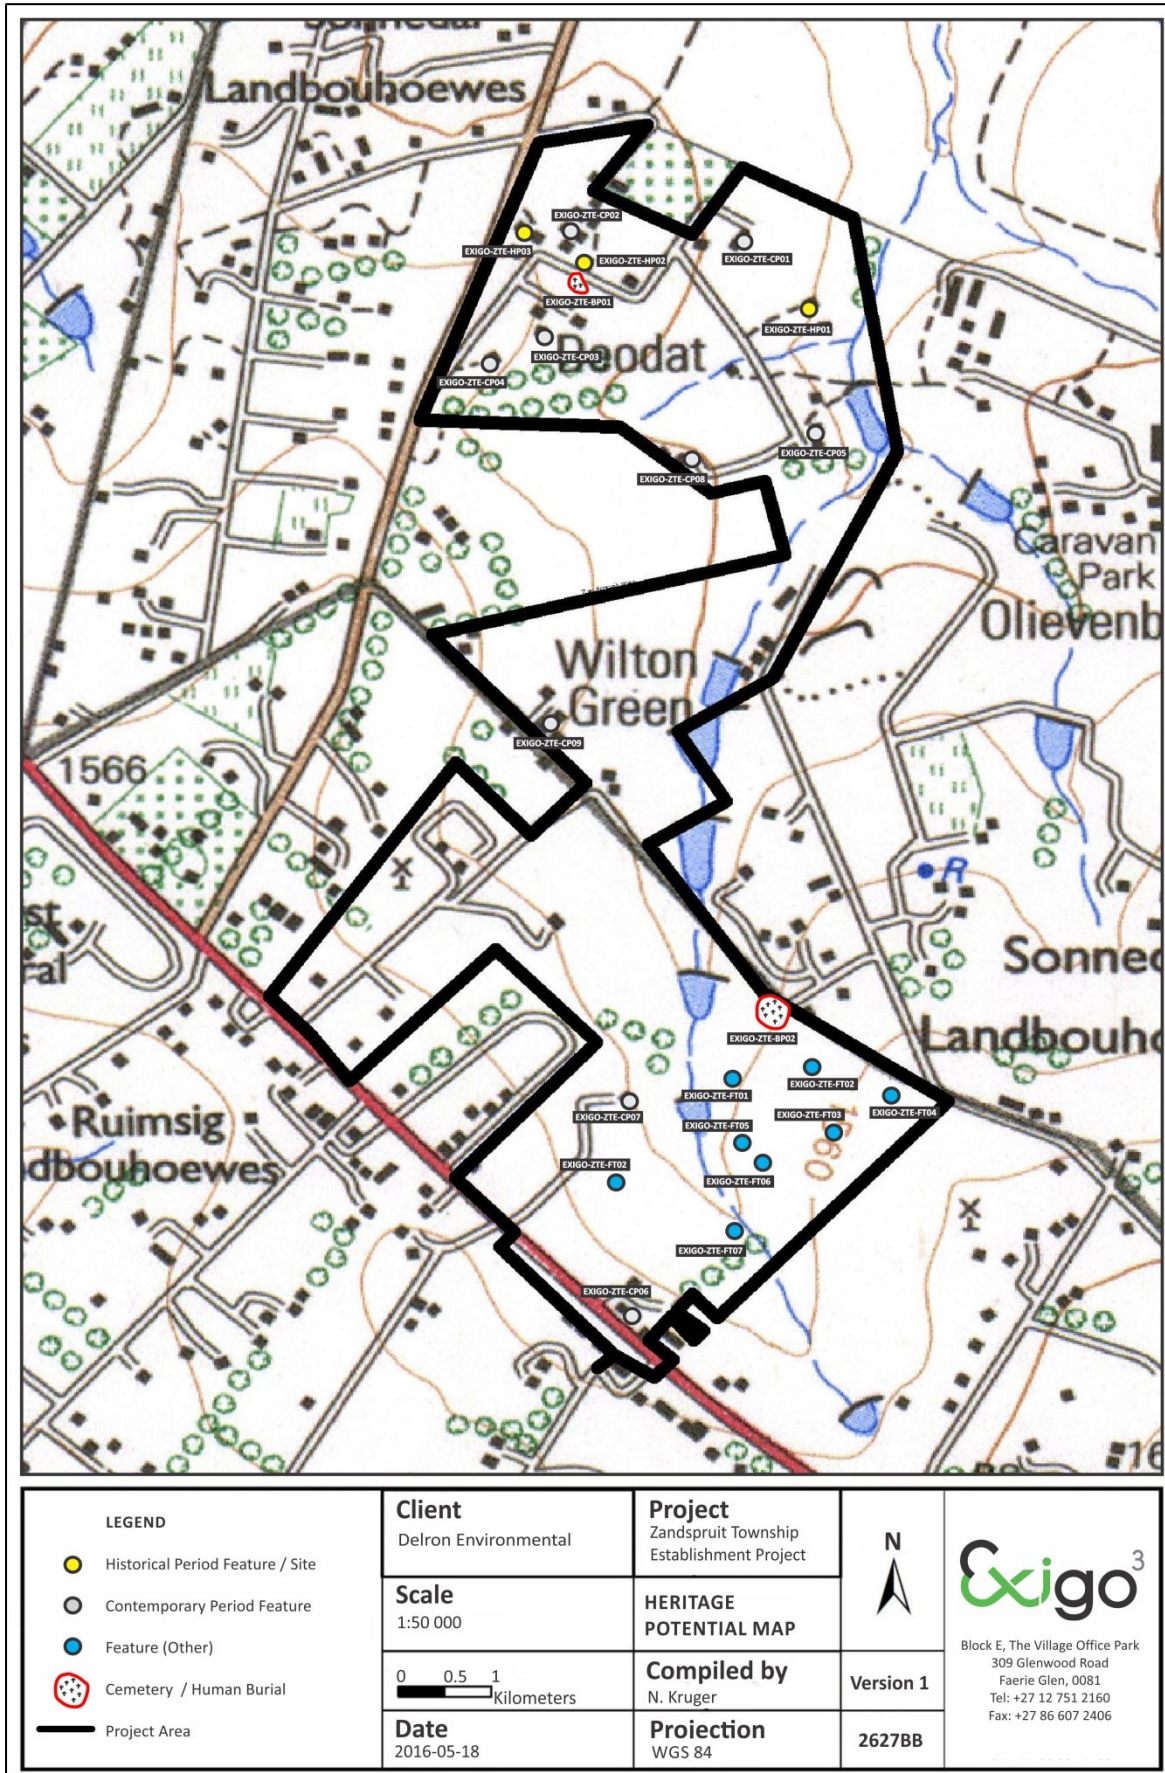 Sonnedal
Landbouhoewes
EXIGO-ZTE-CP02
EXIGO-ZTE-HP03
EXIGO-ZTE-HP02
EXIGO-ZTE-CP01
EXIGO-ZTE-BP01
EXIGO-ZTE-HP01
Deodat
EXIGO-ZTE-CP03
EXIGO-ZTE-CP04
EXIGO-ZTE-CP05
EXIGO-ZTE-CP08
Caravan
Park
Olievenb
Wilton
Green
EXIGO-ZTE-CP09
1566
R
st
al
Sonned
EXIGO-ZTE-BP02
Landbouho
EXIGO-ZTE-FT01
EXIGO-ZTE-FT02
EXIGO-ZTE-FT04
EXIGO-ZTE-CP07
EXIGO-ZTE-FT03
Ruimsig
EXIGO-ZTE-FT05
1560
dbouhoewes
EXIGO-ZTE-FT02
EXIGO-ZTE-FT06
EXIGO-ZTE-FT07
EXIGO-ZTE-CP06
16
LEGEND
Historical Period Feature / Site
Contemporary Period Feature
Feature (Other)
Cemetery / Human Burial
Project Area
Client
Delron Environmental
Scale
1:50 000
0 0.5 1
Kilometers
Date
2016-05-18
Project
Zandspruit Township
Establishment Project
HERITAGE
POTENTIAL MAP
Compiled by
N. Kruger
Projection
WGS 84
N
Version 1
2627BB
Exigo3
Block E, The Village Office Park
309 Glenwood Road
Faerie Glen, 0081
Tel: +27 12 751 2160
Fax: +27 86 607 2406